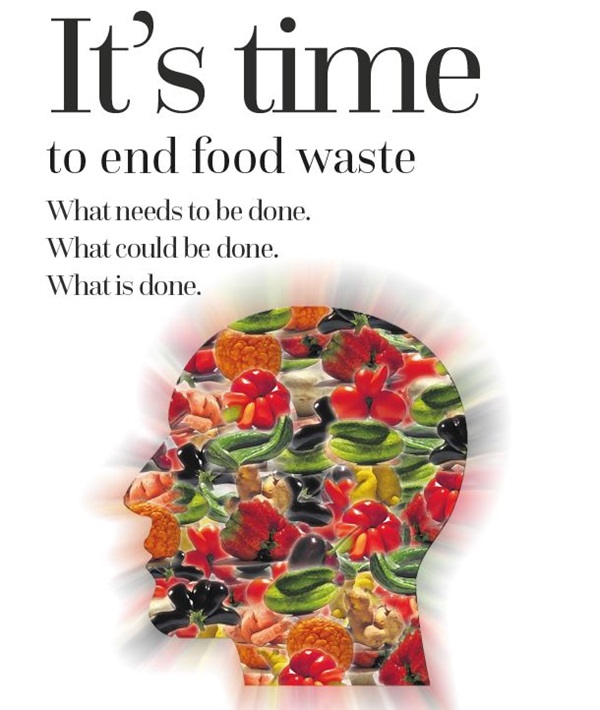 It's time
to end food waste
What needs to be done.
What could be done.
What is done.